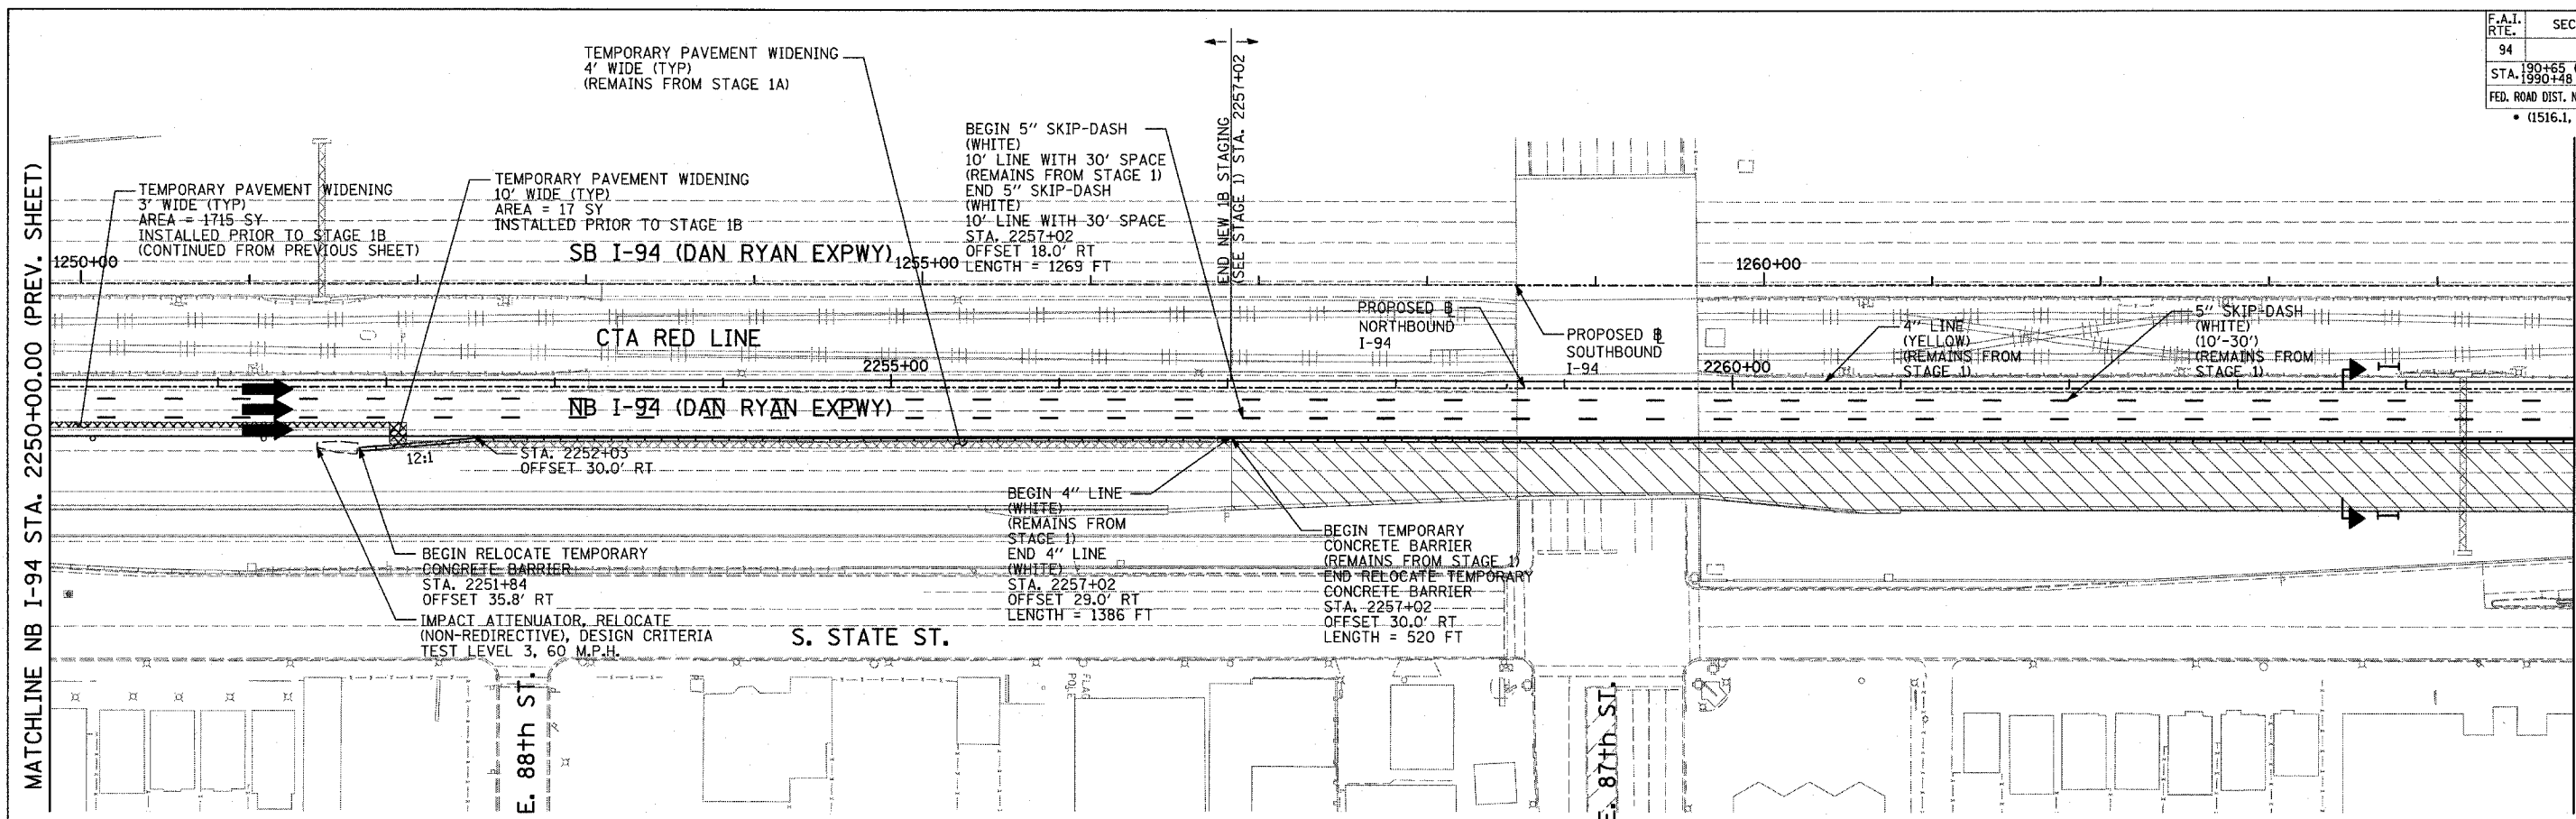 F.A.I.
RTE.
SEC
94
STA. 190+65
1990+48
FED. ROAD DIST. N
• (1516.1,
MATCHLINE NB I-94 STA. 2250+00.00 (PREV. SHEET)
TEMPORARY PAVEMENT WIDENING
4' WIDE (TYP)
(REMAINS FROM STAGE 1A)
TEMPORARY PAVEMENT WIDENING
3' WIDE (TYP)
AREA = 1715 SY
INSTALLED PRIOR TO STAGE 1B
(CONTINUED FROM PREVIOUS SHEET)
TEMPORARY PAVEMENT WIDENING
10' WIDE (TYP)
AREA = 17 SY
INSTALLED PRIOR TO STAGE 1B
BEGIN 5" SKIP-DASH
(WHITE)
10' LINE WITH 30' SPACE
(REMAINS FROM STAGE 1)
END 5" SKIP-DASH
(WHITE)
10' LINE WITH 30' SPACE
STA. 2257+02
OFFSET 18.0' RT
LENGTH = 1269 FT
END NEW 1B STAGING
(SEE STAGE 1) STA. 2257+02
SB I-94 (DAN RYAN EXPWY)
1250+00
1255+00
1260+00
CTA RED LINE
PROPOSED ℄
NORTHBOUND
I-94
PROPOSED ℄
SOUTHBOUND
I-94
4" LINE
(YELLOW)
(REMAINS FROM
STAGE 1)
5" SKIP-DASH
(WHITE)
(10'-30')
(REMAINS FROM
STAGE 1)
2255+00
2260+00
I
NB I-94 (DAN RYAN EXPWY)
12:1
STA. 2252+03
OFFSET 30.0' RT
BEGIN 4" LINE
(WHITE)
(REMAINS FROM
STAGE 1)
END 4" LINE
(WHITE)
STA. 2257+02
OFFSET 29.0' RT
LENGTH = 1386 FT
BEGIN TEMPORARY
CONCRETE BARRIER
(REMAINS FROM STAGE 1)
END RELOCATE TEMPORARY
CONCRETE BARRIER
STA. 2257+02
OFFSET 30.0' RT
LENGTH = 520 FT
I
BEGIN RELOCATE TEMPORARY
CONCRETE BARRIER
STA. 2251+84
OFFSET 35.8' RT
IMPACT ATTENUATOR, RELOCATE
(NON-REDIRECTIVE), DESIGN CRITERIA
TEST LEVEL 3, 60 M.P.H.
S. STATE ST.
E. 88th ST.
FLAG
POLE
E. 87th ST.